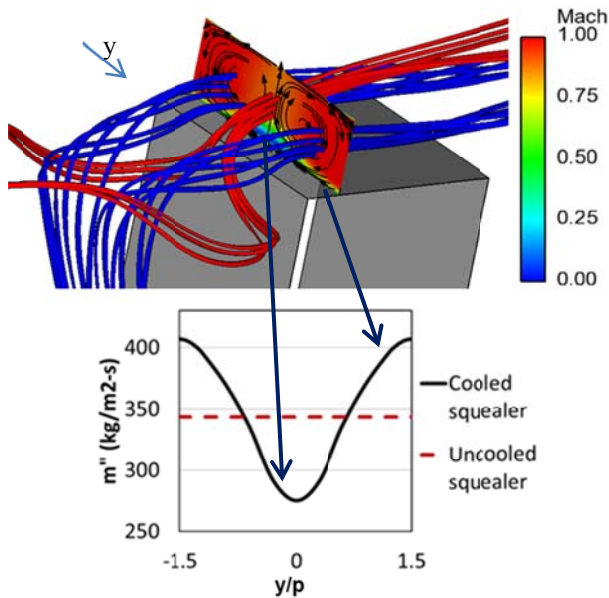 Mach
1.00
y
0.75
0.50
0.25
0.00
400
350
300
250
m" (kg/m2-s)
-1.5
0
1.5
y/p
Cooled
squealer
Uncooled
squealer